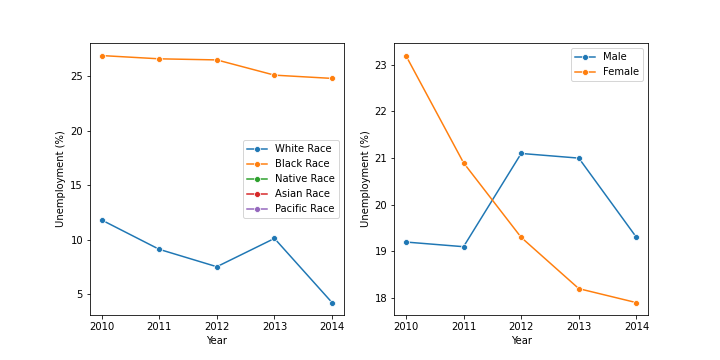 Unemployment (%)
25
20
15
10
5
White Race
Black Race
Native Race
Asian Race
Pacific Race
2010 2011 2012 2013 2014
Year
Unemployment (%)
23
22
21
20
19
18
Male
Female
2010 2011 2012 2013 2014
Year